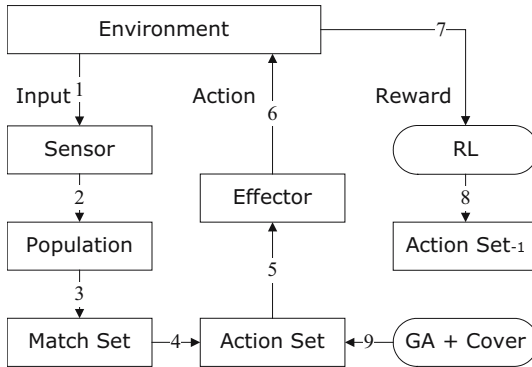 Environment
7
1
Input
Action
Reward
6
Sensor
RL
2
Effector
8
Population
Action Set-1
3
5
Match Set
4
Action Set
9
GA + Cover